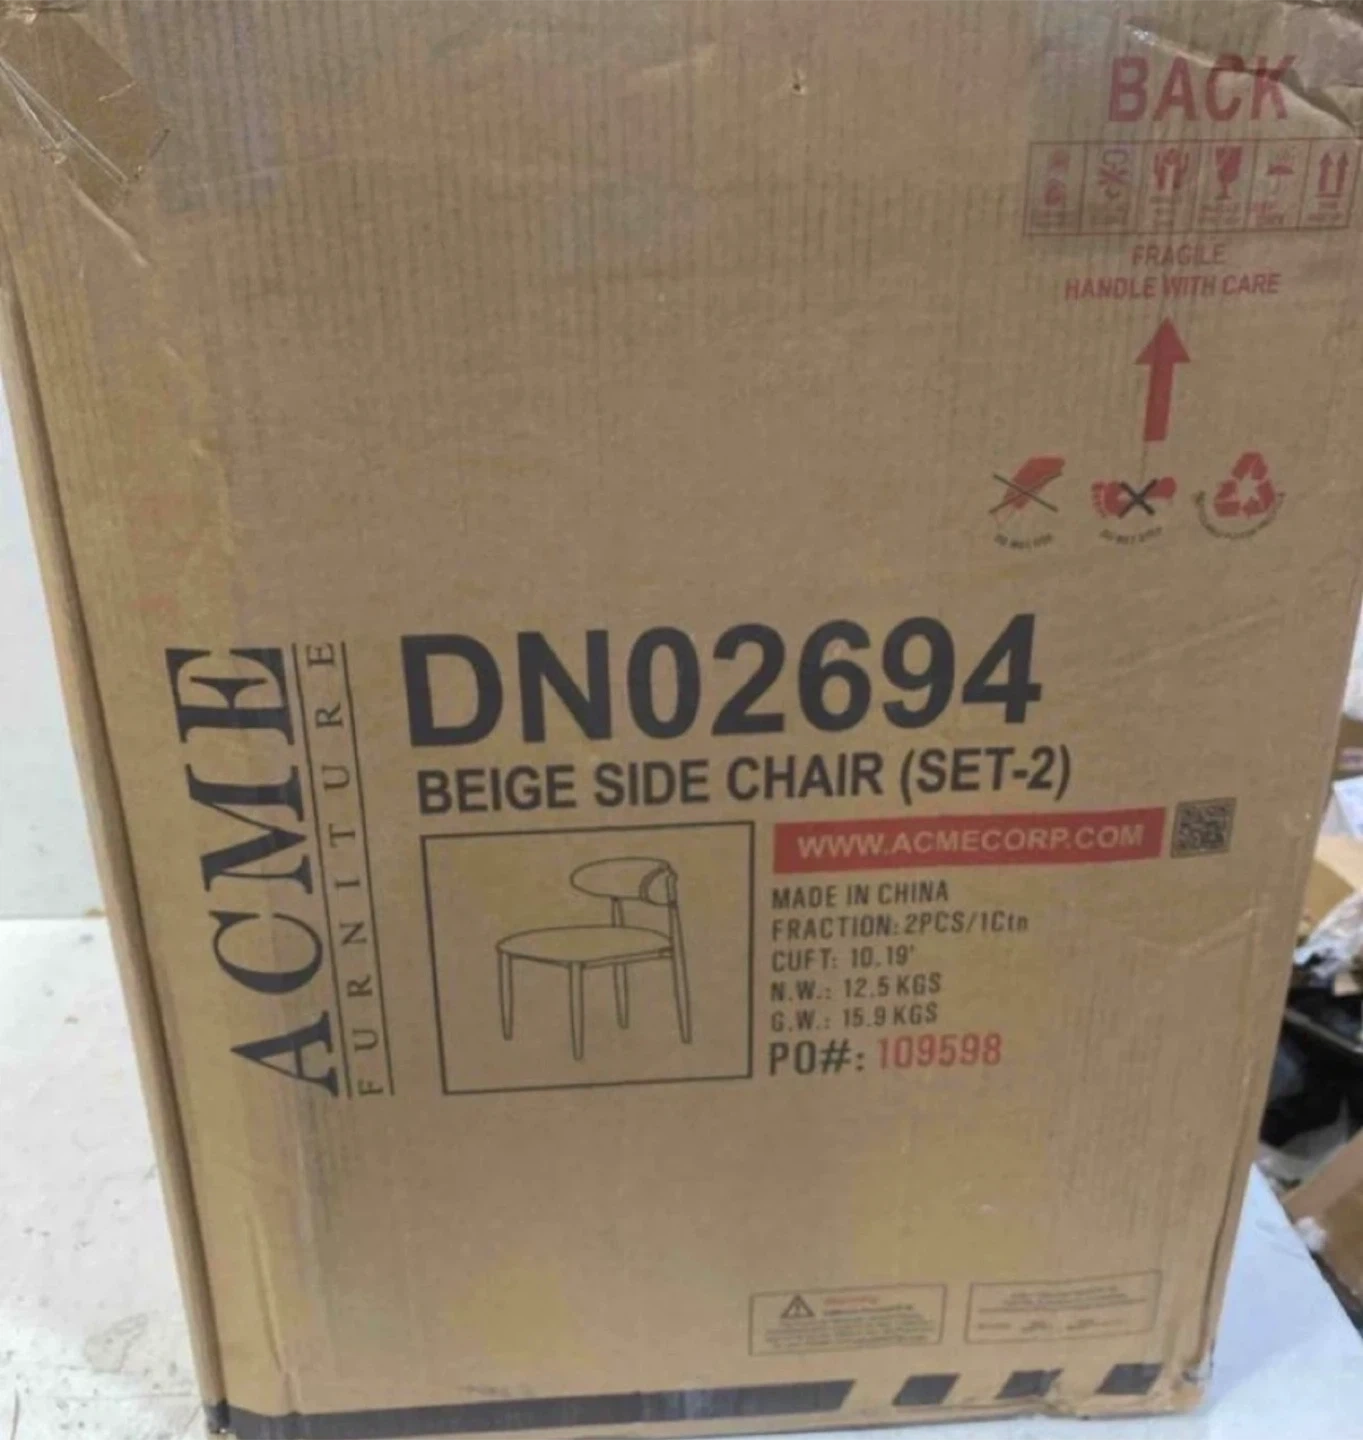 BACK
FRAGILE
HANDLE WITH CARE
ACME
FURNITURE
DN02694
BEIGE SIDE CHAIR (SET-2)
WWW.ACMECORP.COM
MADE IN CHINA
FRACTION: 2PCS/1Ctn
CUFT: 10.19'
N.W.: 12.5 KGS
G.W.: 15.9 KGS
PO#: 109598